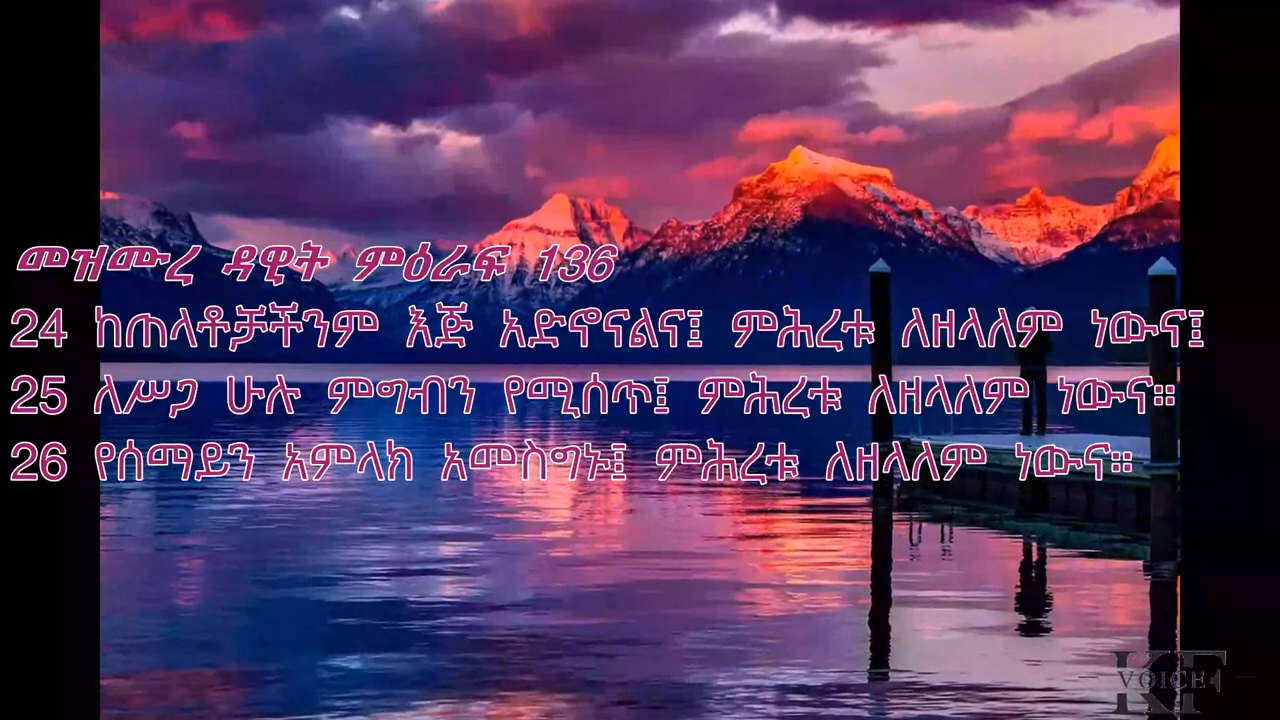 መዝሙረ ዳዊት ምዕራፍ 136
24 ከጠላቶቻችንም እጅ አድኖናልና፤ ምሕረቱ ለዘላለም ነውና፤
25 ለሥጋ ሁሉ ምግብን የሚሰጥ፤ ምሕረቱ ለዘላለም ነውና።
26 የሰማይን አምላክ አመስግኑ፤ ምሕረቱ ለዘላለም ነውና።
KF
VOICE